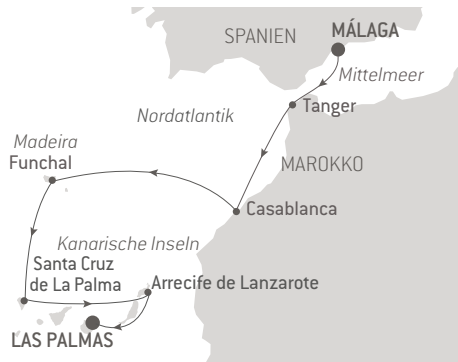 SPANIEN
MÁLAGA
Mittelmeer
Tanger
Nordatlantik
Madeira
Funchal
MAROKKO
Casablanca
Kanarische Inseln
Santa Cruz
de La Palma
Arrecife de Lanzarote
LAS PALMAS